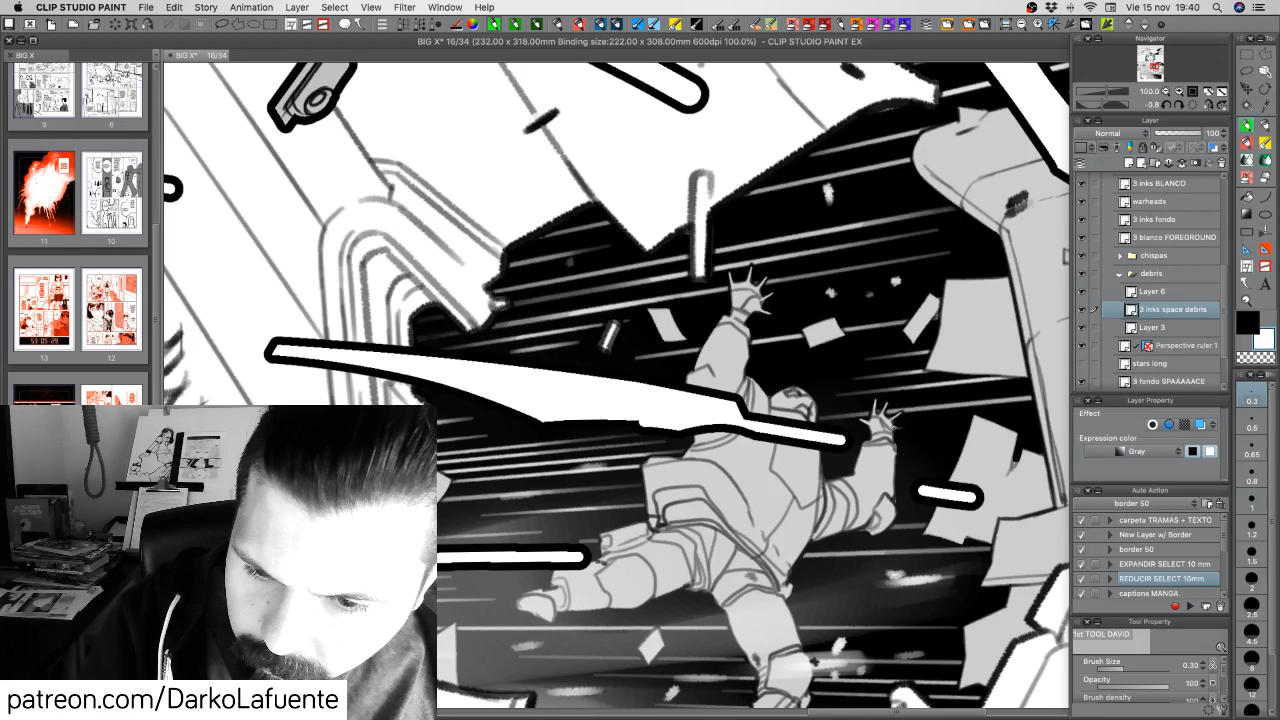 CLIP STUDIO PAINT File Edit Story Animation Layer Select View Filter Window Help
Vie 15 nov 19:40
BIG X* 16/34 (232.00 x 318.00mm Binding size:222.00 x 308.00mm 600dpi 100.0%) - CLIP STUDIO PAINT EX
BIG X
BIG X* 16/34
9
8
11
10
13
12
53:05:29
Navigator
100.0
-0.8
Layer
Normal
100
3 inks BLANCO
warheads
3 inks fondo
3 blanco FOREGROUND
chispas
debris
Layer 6
3 inks space debris
Layer 3
Perspective ruler 1
stars long
3 fondo SPAAAAACE
Layer Property
Effect
Expression color
Gray
Auto Action
border 50
carpeta TRAMAS + TEXTO
New Layer w/ Border
border 50
EXPANDIR SELECT 10 mm
REDUCIR SELECT 10mm
captions MANGA
Tool Property
1st TOOL DAVID
Brush Size
0.30
Opacity
100
Brush density
100
0.3
0.5
0.65
0.8
1
1.2
1.5
2
2.5
4.5
8
12
patreon.com/DarkoLafuente